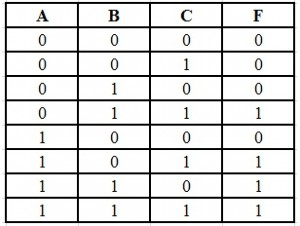 A B C F
0 0 0 0
0 0 1 0
0 1 0 0
0 1 1 1
1 0 0 0
1 0 1 1
1 1 0 1
1 1 1 1